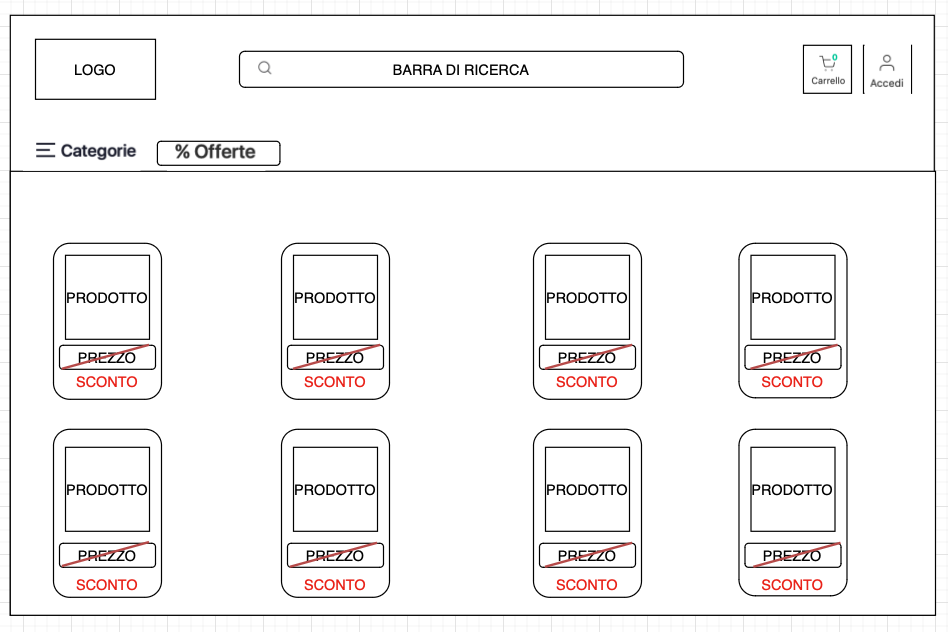 LOGO
BARRA DI RICERCA
0
Carrello
Accedi
Categorie
% Offerte
PRODOTTO PRODOTTO PRODOTTO PRODOTTO
PREZZO PREZZO PREZZO PREZZO
SCONTO SCONTO SCONTO SCONTO
PRODOTTO PRODOTTO PRODOTTO PRODOTTO
PREZZO PREZZO PREZZO PREZZO
SCONTO SCONTO SCONTO SCONTO